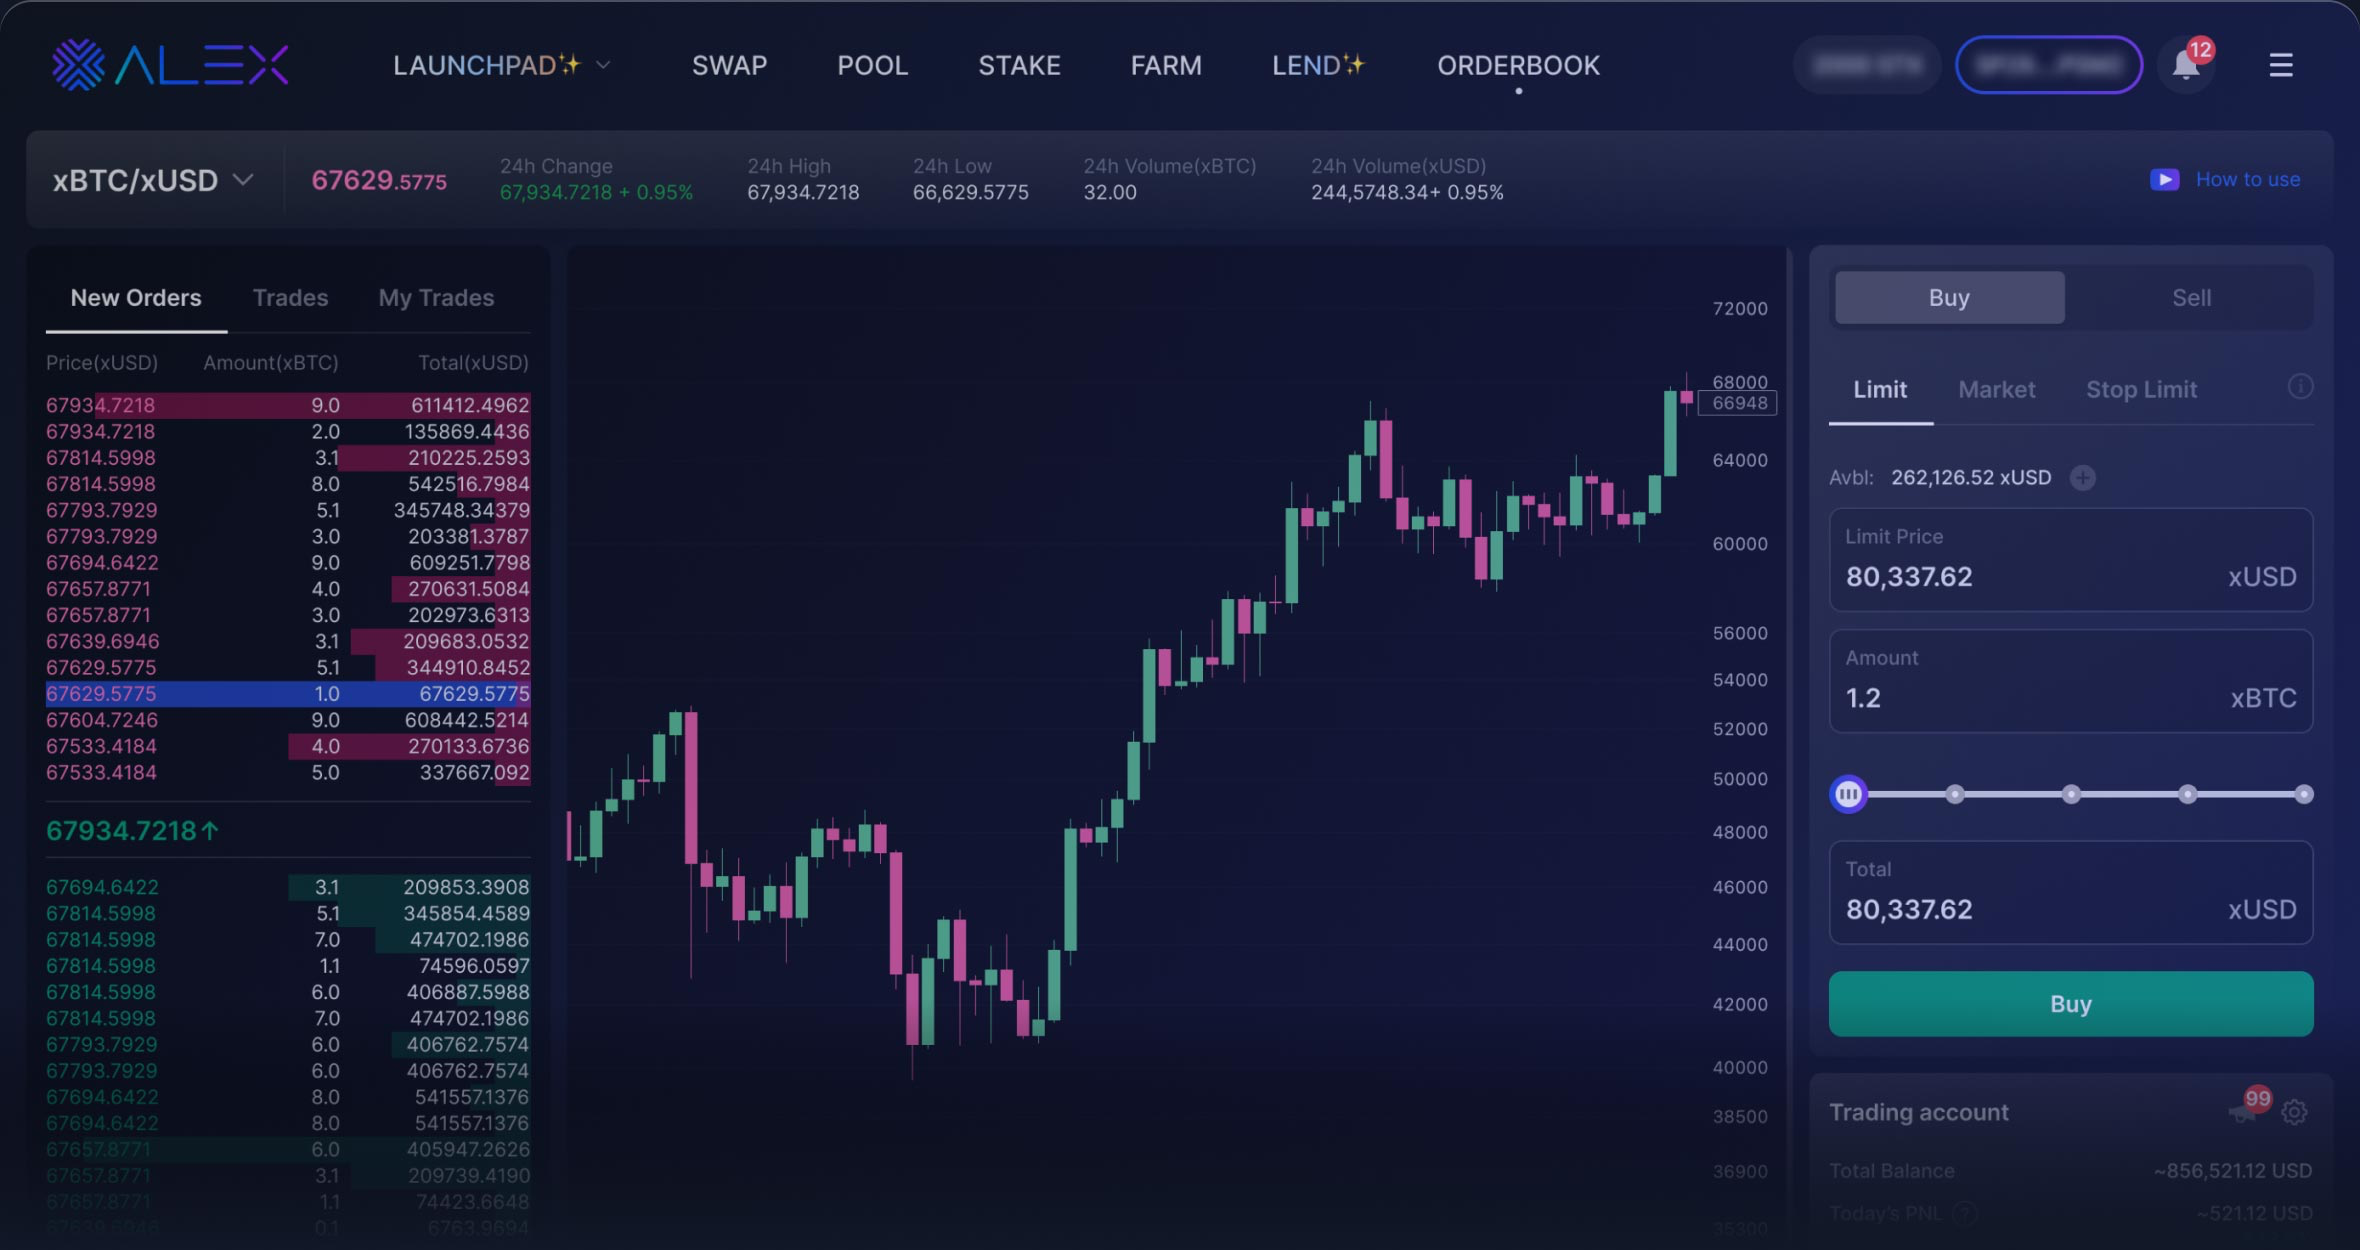 ALEX
LAUNCHPAD✨ SWAP POOL STAKE FARM LEND✨ ORDERBOOK 12
xBTC/xUSD 67629.5775
24h Change 24h High 24h Low 24h Volume(xBTC) 24h Volume(xUSD)
67,934.7218 + 0.95% 67,934.7218 66,629.5775 32.00 244,5748.34+ 0.95%
How to use
New Orders Trades My Trades
Price(xUSD) Amount(xBTC) Total(xUSD)
67934.7218 9.0 611412.4962
67934.7218 2.0 135869.4436
67814.5998 3.1 210225.2593
67814.5998 8.0 542516.7984
67793.7929 5.1 345748.34379
67793.7929 3.0 203381.3787
67694.6422 9.0 609251.7798
67657.8771 4.0 270631.5084
67657.8771 3.0 202973.6313
67639.6946 3.1 209683.0532
67629.5775 5.1 344910.8452
67629.5775 1.0 67629.5775
67604.7246 9.0 608442.5214
67533.4184 4.0 270133.6736
67533.4184 5.0 337667.092
67934.7218↑
67694.6422 3.1 209853.3908
67814.5998 5.1 345854.4589
67814.5998 7.0 474702.1986
67814.5998 1.1 74596.0597
67814.5998 6.0 406887.5988
67814.5998 7.0 474702.1986
67793.7929 6.0 406762.7574
67793.7929 6.0 406762.7574
67694.6422 8.0 541557.1376
67694.6422 8.0 541557.1376
67657.8771 6.0 405947.2626
67657.8771 3.1 209739.4190
67657.8771 1.1 74423.6648
67639.6946 0.1 6763.9694
72000
68000
66948
64000
60000
56000
54000
52000
50000
48000
46000
44000
42000
40000
38500
36900
35300
Buy Sell
Limit Market Stop Limit
Avbl: 262,126.52 xUSD
Limit Price
80,337.62 xUSD
Amount
1.2 xBTC
Total
80,337.62 xUSD
Buy
Trading account 99
Total Balance ~856,521.12 USD
Today's PNL ~521.12 USD